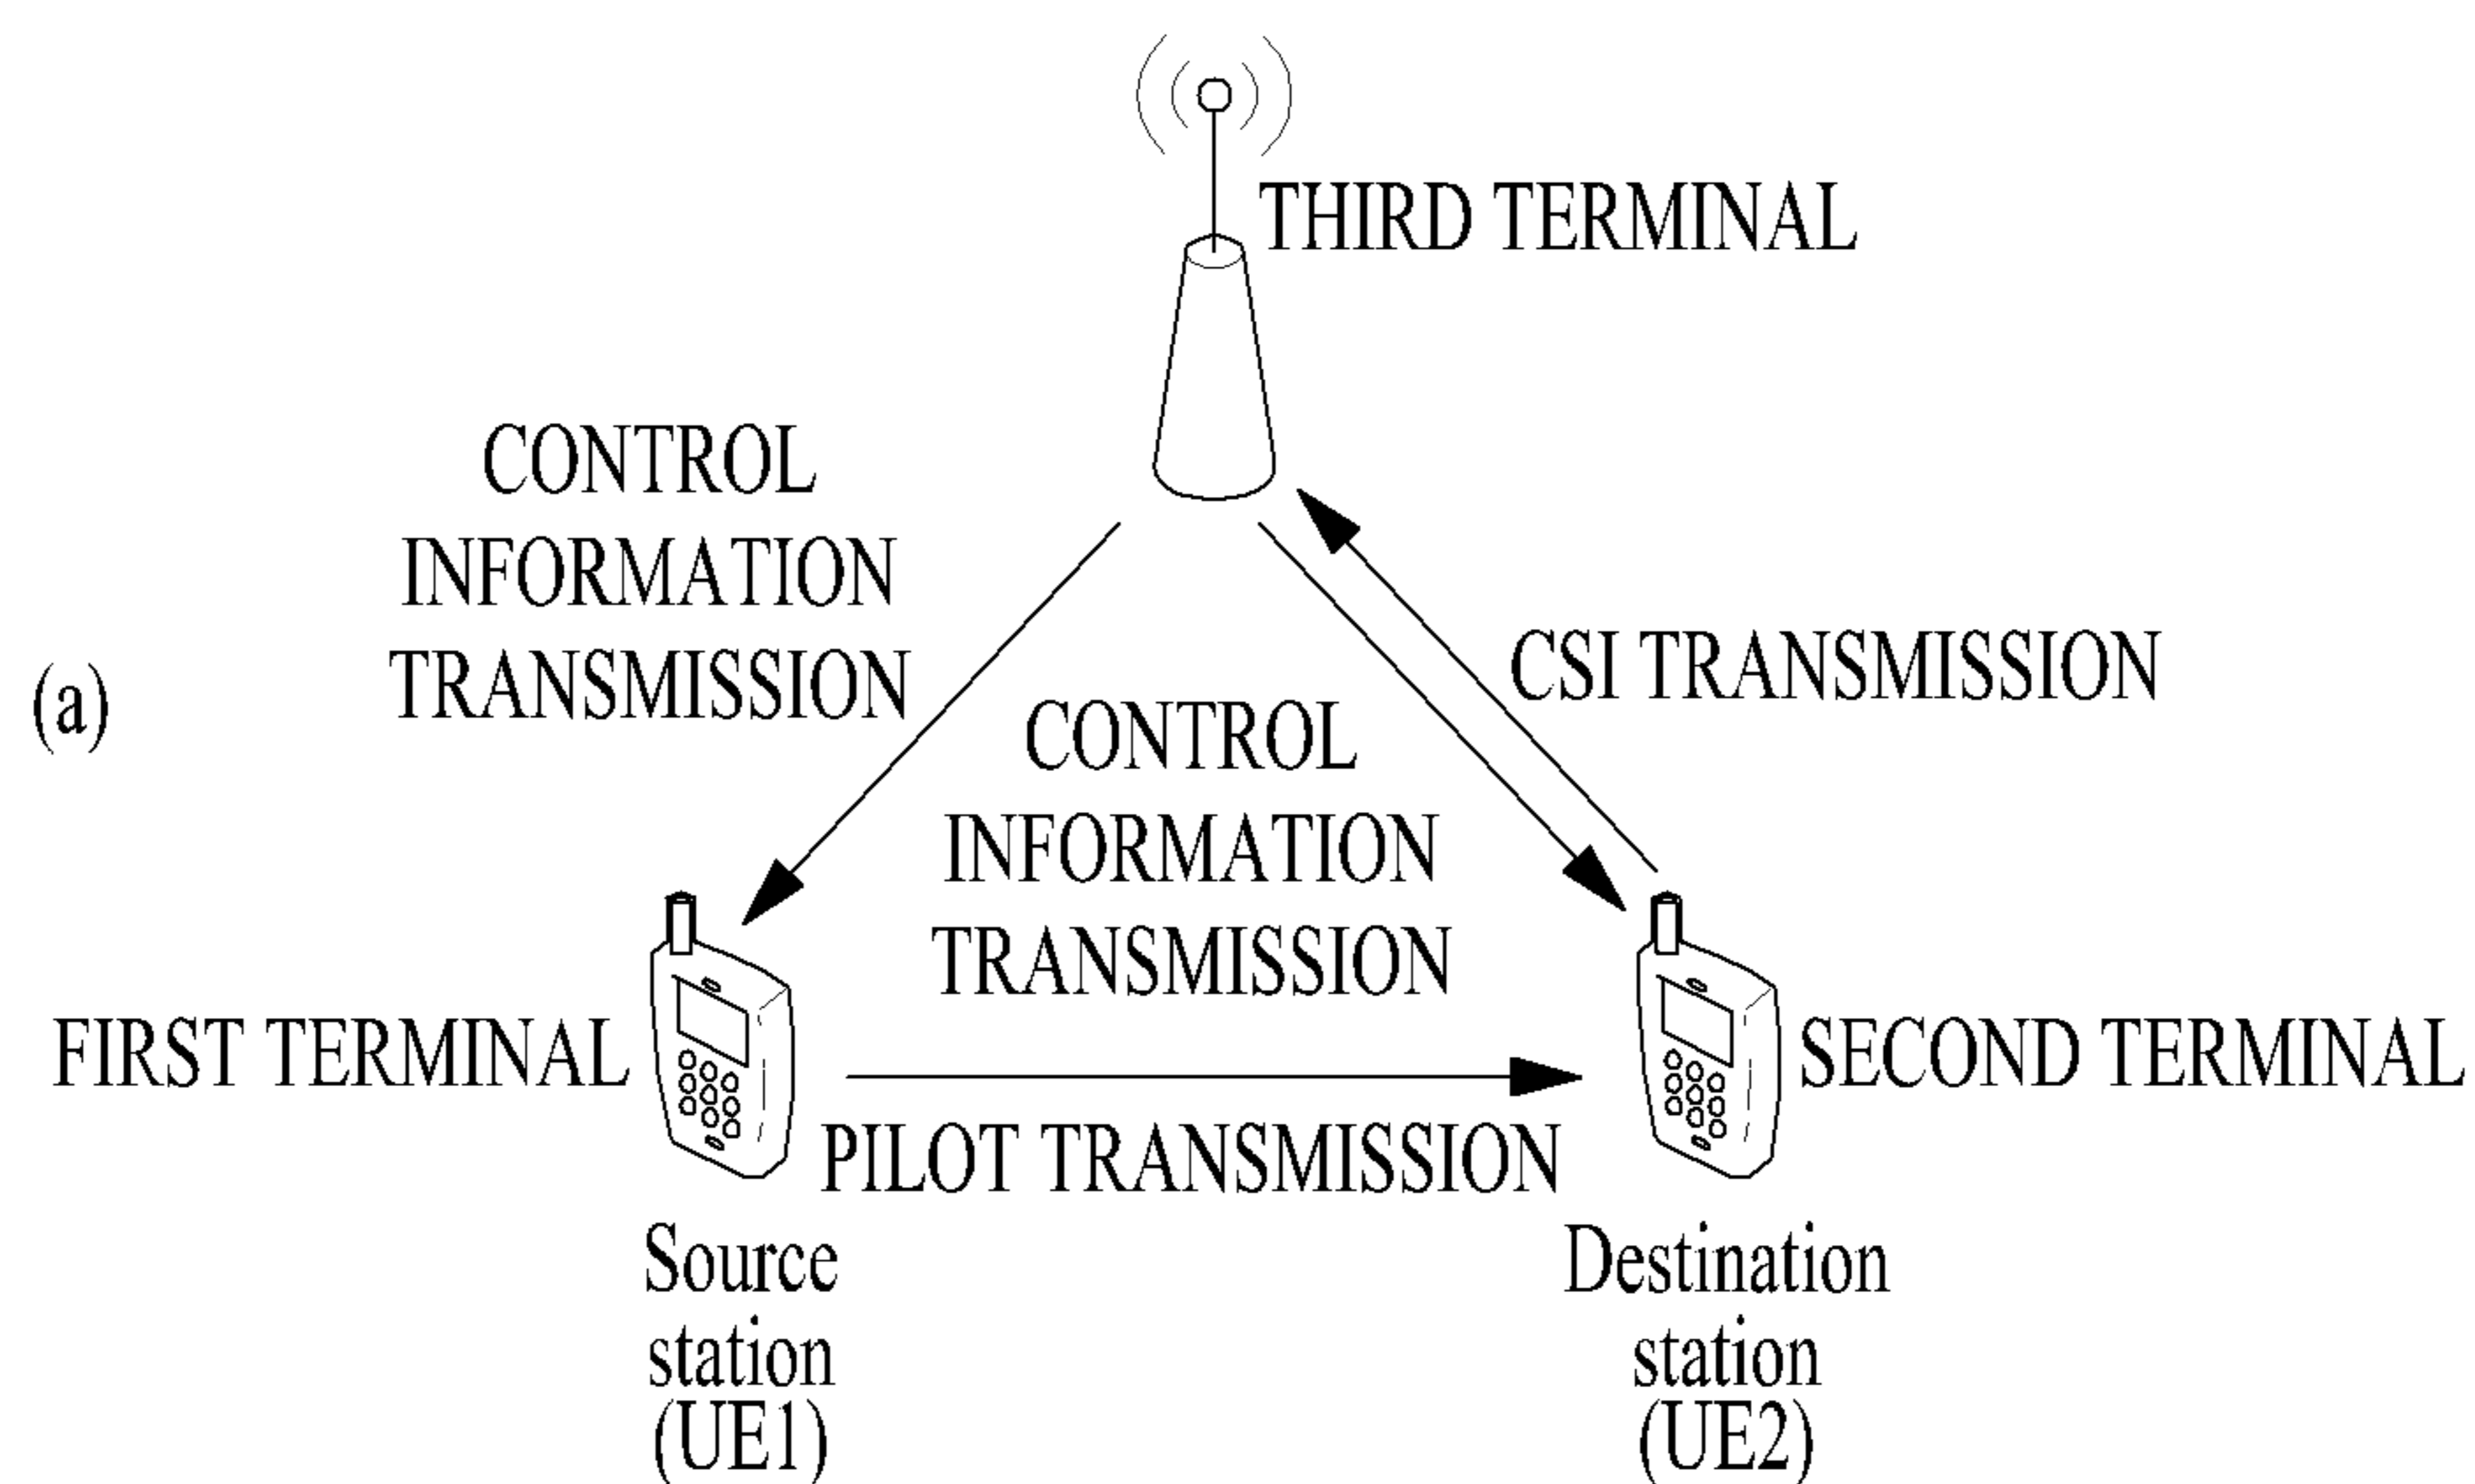 THIRD TERMINAL
CONTROL
INFORMATION
TRANSMISSION
(a)
CSI TRANSMISSION
CONTROL
INFORMATION
TRANSMISSION
FIRST TERMINAL
SECOND TERMINAL
PILOT TRANSMISSION
Source
station
(UE1)
Destination
station
(UE2)